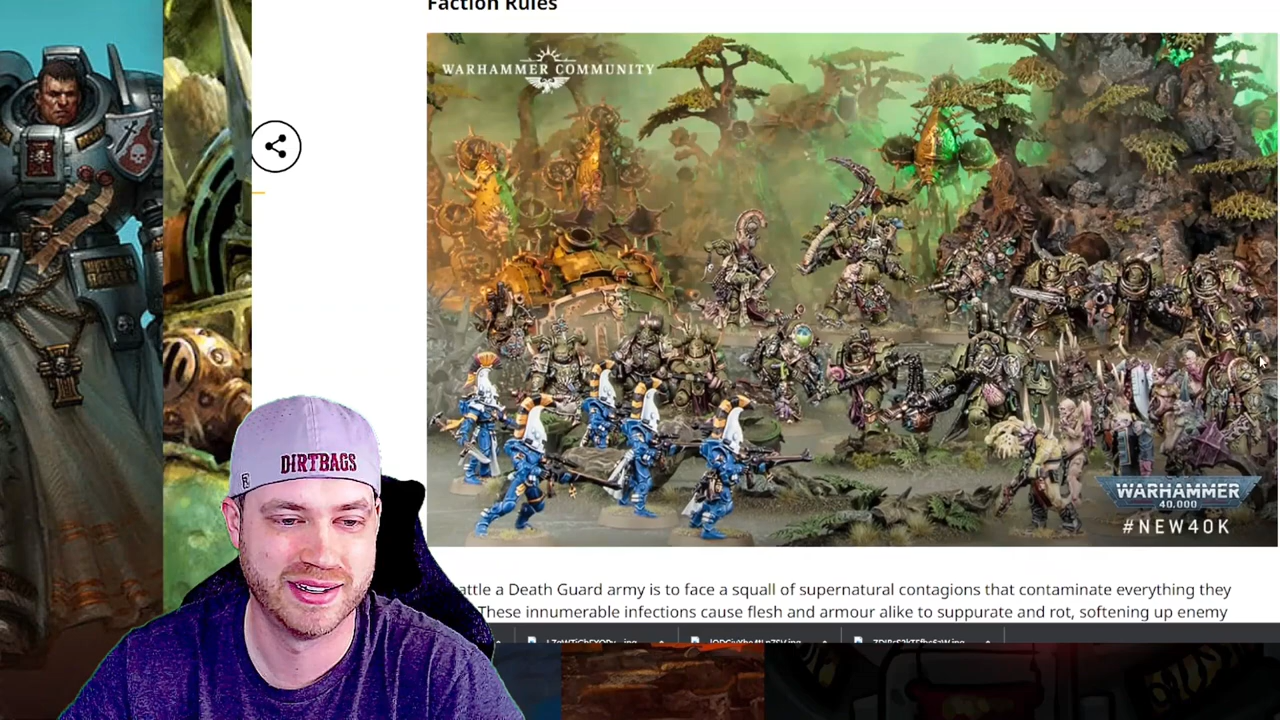 Faction Rules
WARHAMMER COMMUNITY
DIRTBAGS
WARHAMMER
40,000
#NEW40K
attle a Death Guard army is to face a squall of supernatural contagions that contaminate everything they
These innumerable infections cause flesh and armour alike to suppurate and rot, softening up enemy